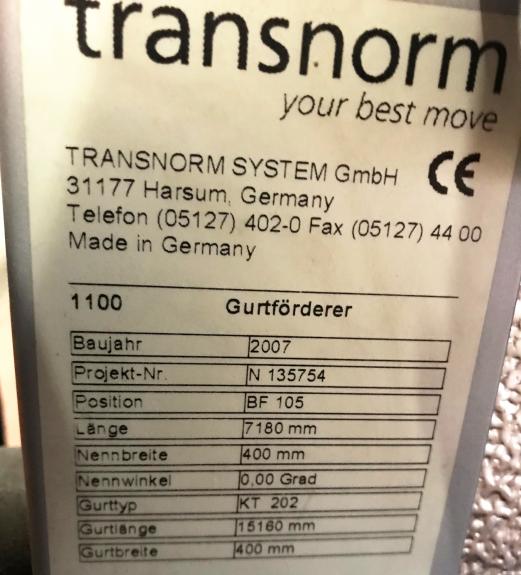 transnorm
your best move
TRANSNORM SYSTEM GmbH CE
31177 Harsum, Germany
Telefon (05127) 402-0 Fax (05127) 44 00
Made in Germany
1100 Gurtförderer
Baujahr 2007
Projekt-Nr. N 135754
Position BF 105
Länge 7180 mm
Nennbreite 400 mm
Nennwinkel 0,00 Grad
Gurttyp KT 202
Gurtlänge 15160 mm
Gurtbreite 400 mm